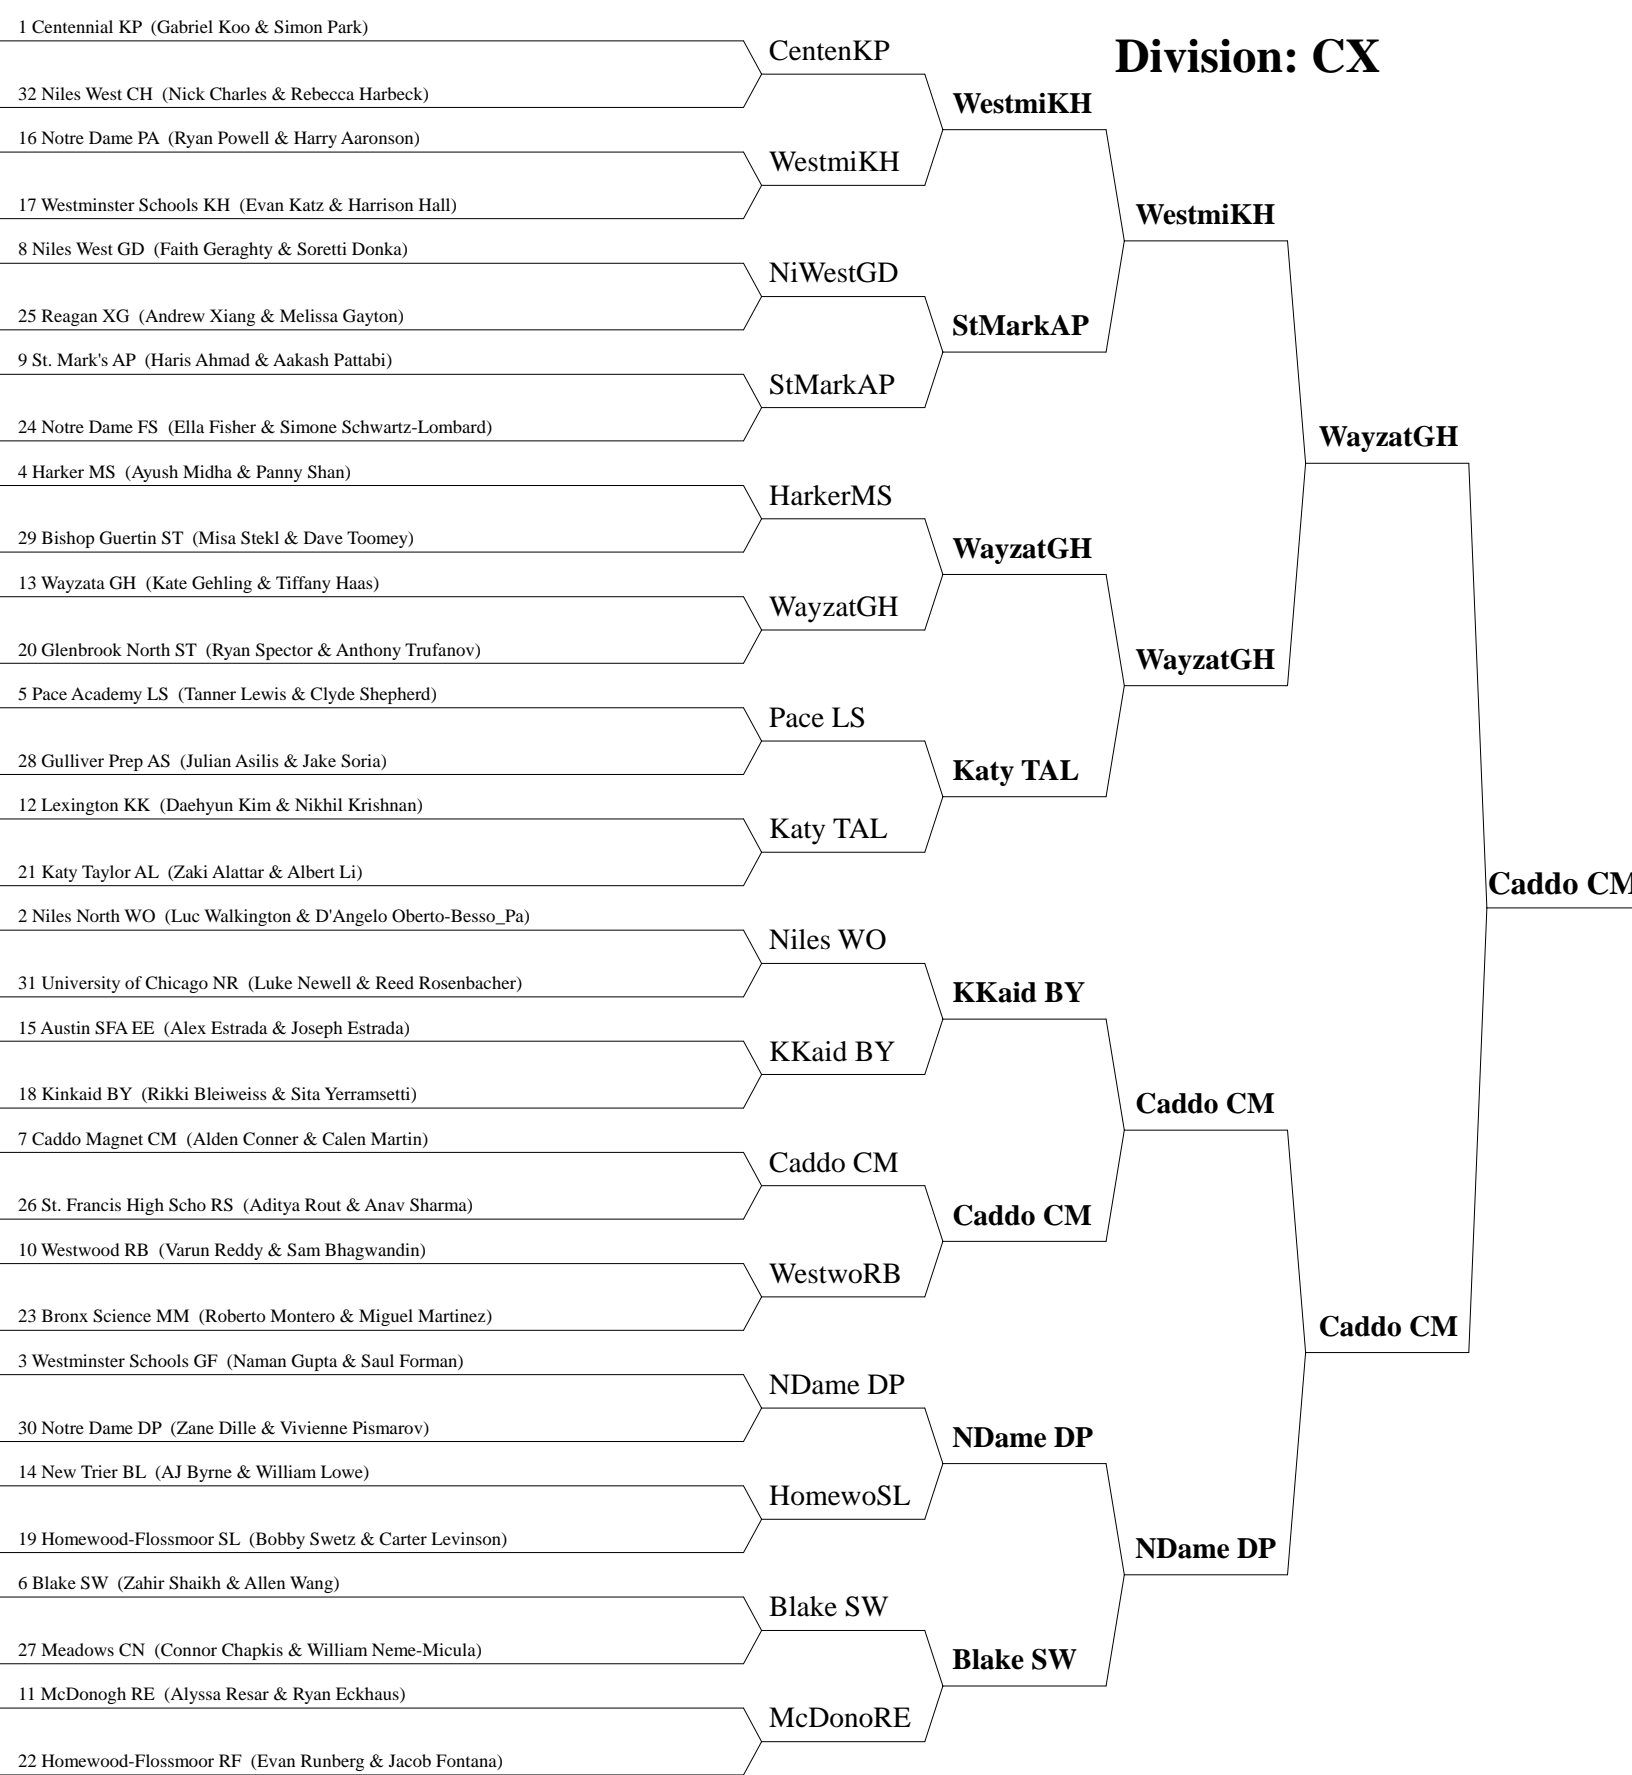 1 Centennial KP (Gabriel Koo & Simon Park)
CentenKP
Division: CX
32 Niles West CH (Nick Charles & Rebecca Harbeck)
WestmiKH
16 Notre Dame PA (Ryan Powell & Harry Aaronson)
WestmiKH
17 Westminster Schools KH (Evan Katz & Harrison Hall)
WestmiKH
8 Niles West GD (Faith Geraghty & Soretti Donka)
NiWestGD
25 Reagan XG (Andrew Xiang & Melissa Gayton)
StMarkAP
9 St. Mark's AP (Haris Ahmad & Aakash Pattabi)
StMarkAP
24 Notre Dame FS (Ella Fisher & Simone Schwartz-Lombard)
WayzatGH
4 Harker MS (Ayush Midha & Panny Shan)
HarkerMS
29 Bishop Guertin ST (Misa Stekl & Dave Toomey)
WayzatGH
13 Wayzata GH (Kate Gehling & Tiffany Haas)
WayzatGH
20 Glenbrook North ST (Ryan Spector & Anthony Trufanov)
WayzatGH
5 Pace Academy LS (Tanner Lewis & Clyde Shepherd)
Pace LS
28 Gulliver Prep AS (Julian Asilis & Jake Soria)
Katy TAL
12 Lexington KK (Daehyun Kim & Nikhil Krishnan)
Katy TAL
21 Katy Taylor AL (Zaki Alattar & Albert Li)
Caddo CM
2 Niles North WO (Luc Walkington & D'Angelo Oberto-Besso_Pa)
Niles WO
31 University of Chicago NR (Luke Newell & Reed Rosenbacher)
KKaid BY
15 Austin SFA EE (Alex Estrada & Joseph Estrada)
KKaid BY
18 Kinkaid BY (Rikki Bleiweiss & Sita Yerramsetti)
Caddo CM
7 Caddo Magnet CM (Alden Conner & Calen Martin)
Caddo CM
26 St. Francis High Scho RS (Aditya Rout & Anav Sharma)
Caddo CM
10 Westwood RB (Varun Reddy & Sam Bhagwandin)
WestwoRB
23 Bronx Science MM (Roberto Montero & Miguel Martinez)
Caddo CM
3 Westminster Schools GF (Naman Gupta & Saul Forman)
NDame DP
30 Notre Dame DP (Zane Dille & Vivienne Pismarov)
NDame DP
14 New Trier BL (AJ Byrne & William Lowe)
HomewoSL
19 Homewood-Flossmoor SL (Bobby Swetz & Carter Levinson)
NDame DP
6 Blake SW (Zahir Shaikh & Allen Wang)
Blake SW
27 Meadows CN (Connor Chapkis & William Neme-Micula)
Blake SW
11 McDonogh RE (Alyssa Resar & Ryan Eckhaus)
McDonoRE
22 Homewood-Flossmoor RF (Evan Runberg & Jacob Fontana)